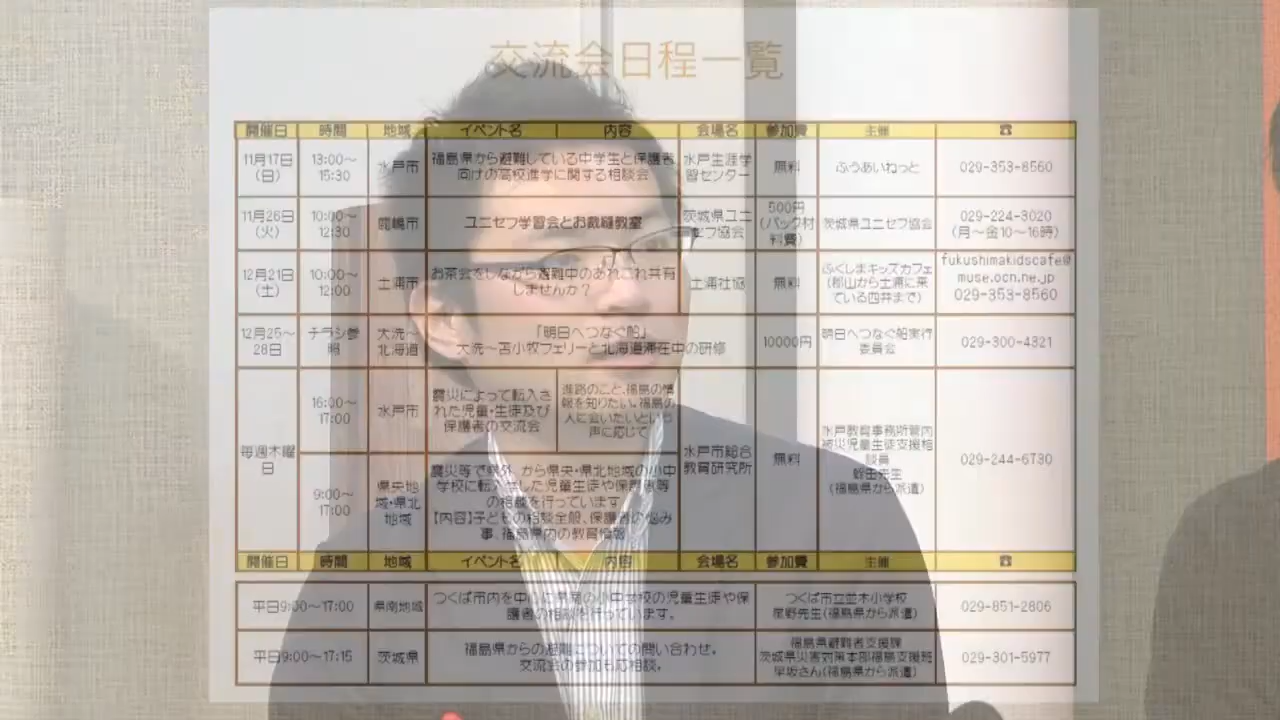 交流会日程一覧
開催日 時間 地域 イベント名 内容 会場名 参加費 主催 ☎
11月17日(日) 13:00～15:30 水戸市 福島県から避難している中学生と保護者
向けの高校進学に関する相談会 水戸生涯学
習センター 無料 ふうあいねっと 029-353-8560
11月26日(火) 10:00～12:30 鹿嶋市 ユニセフ学習会とお裁縫教室 茨城県ユニ
セフ協会 500円
(バック材
料費) 茨城県ユニセフ協会 029-224-3020
(月～金10～16時)
12月21日(土) 10:00～12:00 土浦市 お茶会をしながら避難中のあれこれ共有
しませんか? 土浦社協 無料 ふくしまキッズカフェ
(郡山から土浦に来
ている四井まで) fukushimakidscafe@
muse.ocn.ne.jp
029-353-8560
12月25～
28日 チラシ参
照 大洗～
北海道 「明日へつなぐ船」
大洗～苫小牧フェリーと北海道滞在中の研修 10000円 明日へつなぐ船実行
委員会 029-300-4321
毎週木曜
日 16:00～
17:00 水戸市 震災によって転入さ
れた児童・生徒及び
保護者の交流会 進路のこと、福島の情
報を知りたい、福島の
人に会いたいという
声に応じて 水戸市総合
教育研究所 無料 水戸教育事務所管内
被災児童生徒支援相
談員
先生
(福島県から派遣) 029-244-6730
9:00～
17:00 県央地
域・県北
地域 震災等で県外から県央・県北地域の小中
学校に転入した児童生徒や保護者等
の相談を行っています
【内容】子どもの相談全般、保護者の悩み
事、福島県内の教育情報
開催日 時間 地域 イベント名 内容 会場名 参加費 主催 ☎
平日9:00～17:00 県南地域 つくば市内を中心に県南の小中学校の児童生徒や保
護者の相談を行っています。 つくば市立並木小学校
星野先生(福島県から派遣) 029-851-2806
平日9:00～17:15 茨城県 福島県からの避難についての問い合わせ。
交流会の参加も応相談。 福島県避難者支援課
茨城県災害対策本部福島支援班
早坂さん(福島県から派遣) 029-301-5977